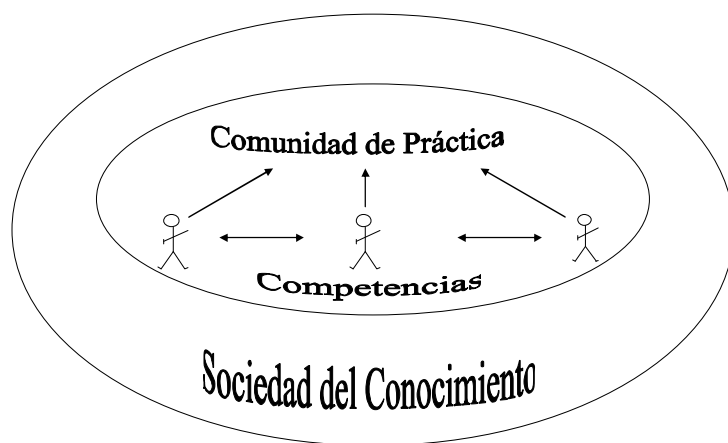 Comunidad de Práctica
Competencias
Sociedad del Conocimiento